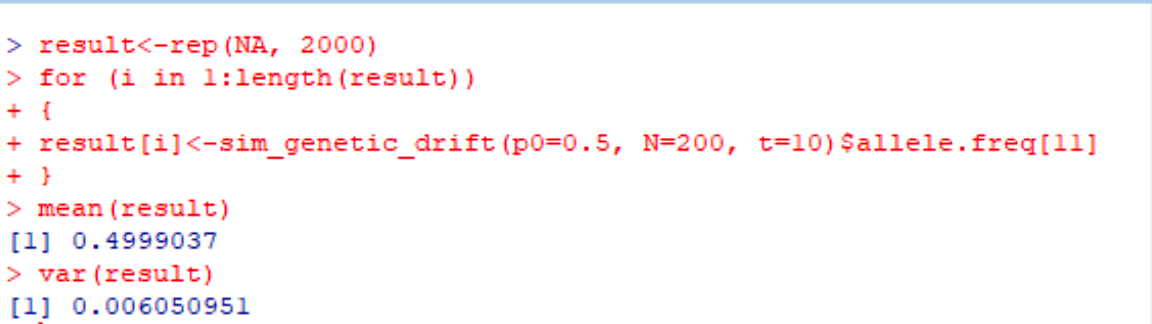 > result<-rep(NA, 2000)
> for (i in 1:length(result))
+ {
+ result[i]<-sim_genetic_drift(p0=0.5, N=200, t=10)$allele.freq[11]
+ }
> mean(result)
[1] 0.4999037
> var(result)
[1] 0.006050951